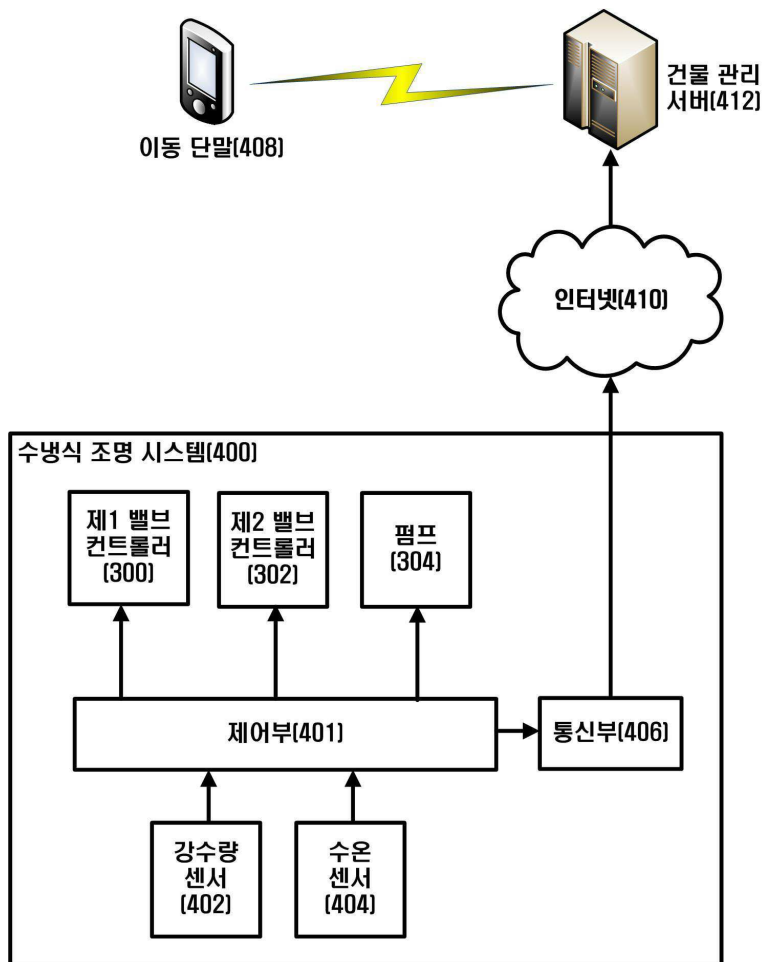 이동 단말(408)
건물 관리
서버(412)
인터넷(410)
수냉식 조명 시스템(400)
제1 밸브
컨트롤러
(300)
제2 밸브
컨트롤러
(302)
펌프
(304)
제어부(401)
통신부(406)
강수량
센서
(402)
수온
센서
(404)